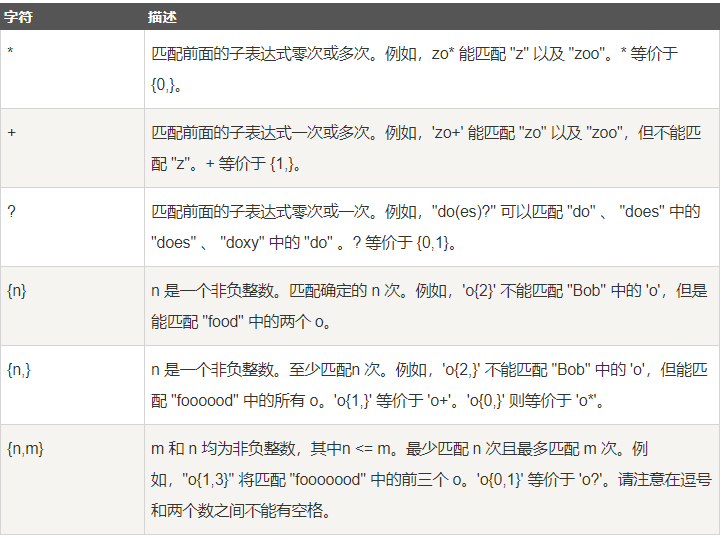 字符 描述
* 匹配前面的子表达式零次或多次。例如，zo* 能匹配 "z" 以及 "zoo"。* 等价于
{0,}。
+ 匹配前面的子表达式一次或多次。例如，'zo+' 能匹配 "zo" 以及 "zoo"，但不能匹
配 "z"。+ 等价于 {1,}。
? 匹配前面的子表达式零次或一次。例如，"do(es)?" 可以匹配 "do" 、 "does" 中的
"does" 、 "doxy" 中的 "do" 。? 等价于 {0,1}。
{n} n 是一个非负整数。匹配确定的 n 次。例如，'o{2}' 不能匹配 "Bob" 中的 'o'，但是
能匹配 "food" 中的两个 o。
{n,} n 是一个非负整数。至少匹配n 次。例如，'o{2,}' 不能匹配 "Bob" 中的 'o'，但能匹
配 "foooood" 中的所有 o。'o{1,}' 等价于 'o+'。'o{0,}' 则等价于 'o*'。
{n,m} m 和 n 均为非负整数，其中n <= m。最少匹配 n 次且最多匹配 m 次。例
如，"o{1,3}" 将匹配 "fooooood" 中的前三个 o。'o{0,1}' 等价于 'o?'。请注意在逗号
和两个数之间不能有空格。